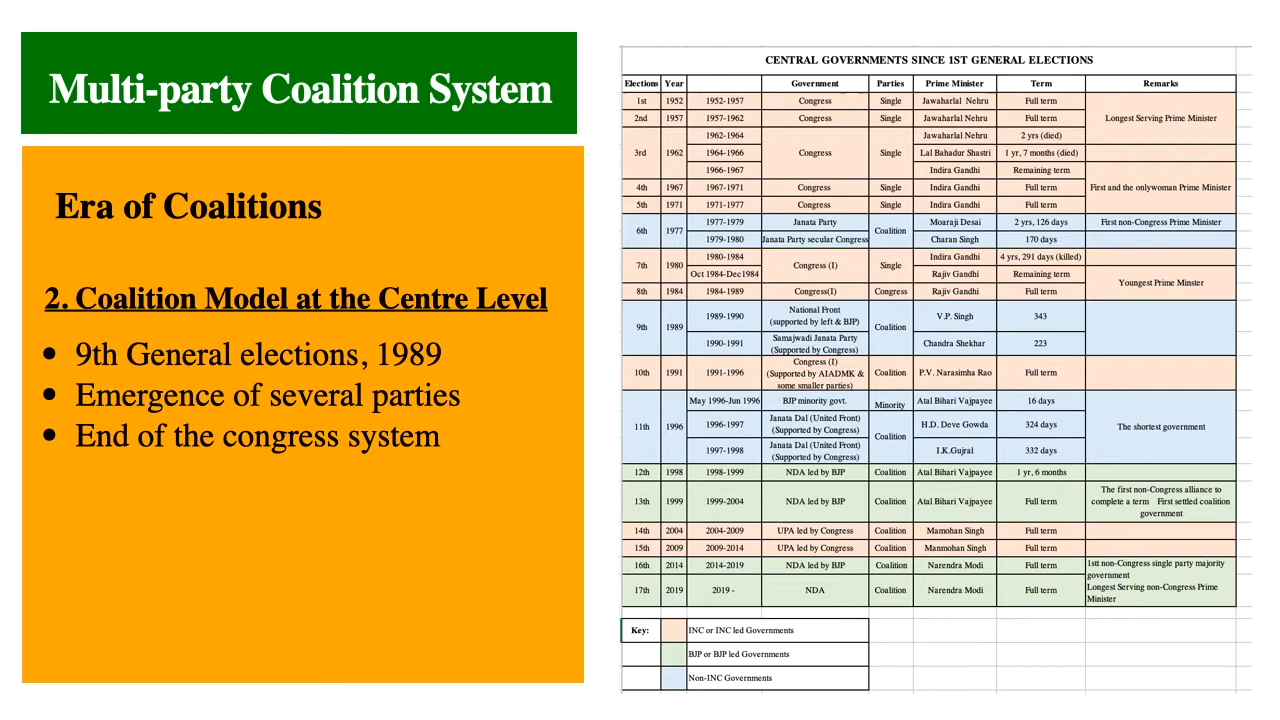 Multi-party Coalition System
Era of Coalitions
2. Coalition Model at the Centre Level
• 9th General elections, 1989
• Emergence of several parties
• End of the congress system
CENTRAL GOVERNMENTS SINCE 1ST GENERAL ELECTIONS
Elections Year Government Parties Prime Minister Term Remarks
1st 1952 1952-1957 Congress Single Jawaharlal Nehru Full term
2nd 1957 1957-1962 Congress Single Jawaharlal Nehru Full term
Longest Serving Prime Minister
3rd 1962 1962-1964 Congress Single Jawaharlal Nehru 2 yrs (died)
1964-1966 Lal Bahadur Shastri 1 yr, 7 months (died)
1966-1967 Indira Gandhi Remaining term
4th 1967 1967-1971 Congress Single Indira Gandhi Full term First and the onlywoman Prime Minister
5th 1971 1971-1977 Congress Single Indira Gandhi Full term
6th 1977 1977-1979 Janata Party Coalition Moaraji Desai 2 yrs, 126 days First non-Congress Prime Minister
1979-1980 Janata Party secular Congress Charan Singh 170 days
7th 1980 1980-1984 Congress (I) Single Indira Gandhi 4 yrs, 291 days (killed)
Oct 1984-Dec1984 Rajiv Gandhi Remaining term
8th 1984 1984-1989 Congress(I) Congress Rajiv Gandhi Full term
Youngest Prime Minster
9th 1989 1989-1990 National Front
(supported by left & BJP) Coalition V.P. Singh 343
1990-1991 Samajwadi Janata Party
(Supported by Congress) Chandra Shekhar 223
10th 1991 1991-1996 Congress (I)
(Supported by AIADMK &
some smaller parties) Coalition P.V. Narasimha Rao Full term
11th 1996 May 1996-Jun 1996 BJP minority govt. Minority Atal Bihari Vajpayee 16 days The shortest government
1996-1997 Janata Dal (United Front)
(Supported by Congress) Coalition H.D. Deve Gowda 324 days
1997-1998 Janata Dal (United Front)
(Supported by Congress) I.K.Gujral 332 days
12th 1998 1998-1999 NDA led by BJP Coalition Atal Bihari Vajpayee 1 yr, 6 months
13th 1999 1999-2004 NDA led by BJP Coalition Atal Bihari Vajpayee Full term
The first non-Congress alliance to
complete a term First settled coalition
government
14th 2004 2004-2009 UPA led by Congress Coalition Mamohan Singh Full term
15th 2009 2009-2014 UPA led by Congress Coalition Manmohan Singh Full term
16th 2014 2014-2019 NDA led by BJP Coalition Narendra Modi Full term
1stt non-Congress single party majority
government
17th 2019 2019 - NDA Coalition Narendra Modi Full term
Longest Serving non-Congress Prime
Minister
Key: INC or INC led Governments
BJP or BJP led Governments
Non-INC Governments